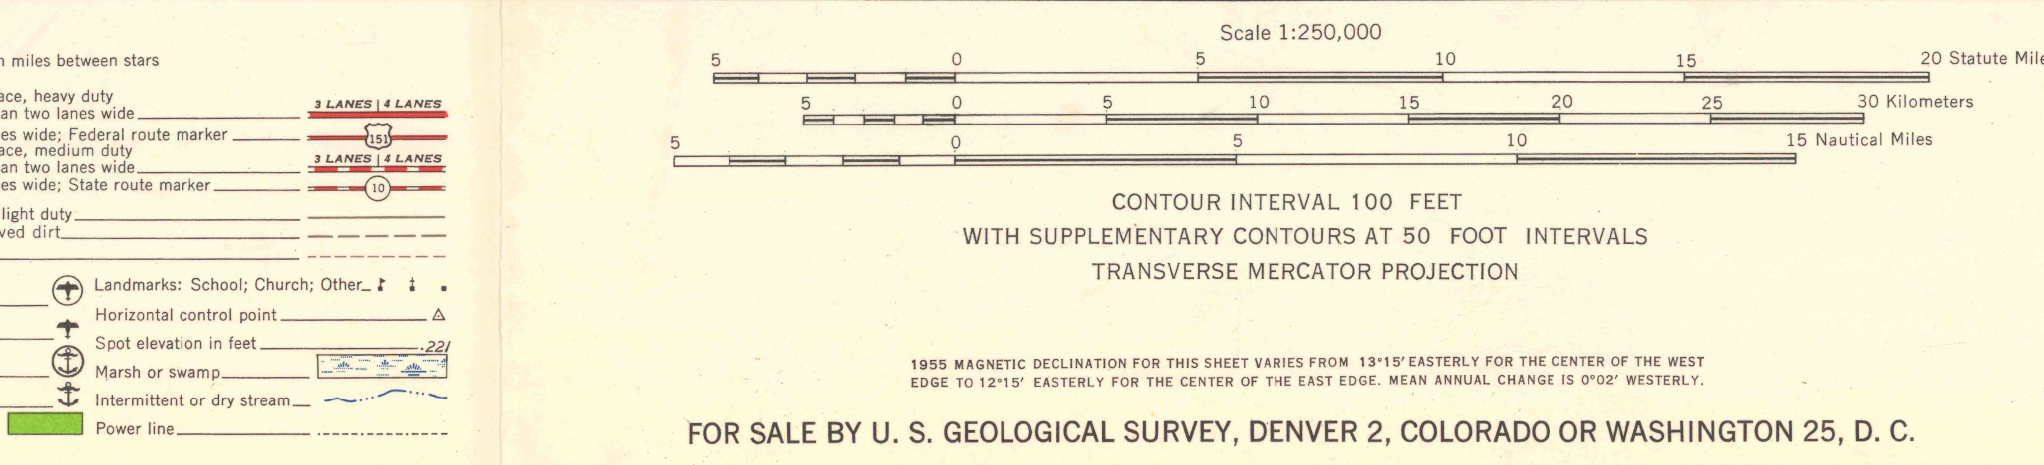 n miles between stars
ace, heavy duty
an two lanes wide 3 LANES | 4 LANES
es wide; Federal route marker 151
ace, medium duty
an two lanes wide 3 LANES | 4 LANES
es wide; State route marker 10
light duty
ved dirt
Landmarks: School; Church; Other
Horizontal control point
Spot elevation in feet .221
Marsh or swamp
Intermittent or dry stream
Power line
Scale 1:250,000
5 0 5 10 15 20 Statute Mile
5 0 5 10 15 20 25 30 Kilometers
5 0 5 10 15 Nautical Miles
CONTOUR INTERVAL 100 FEET
WITH SUPPLEMENTARY CONTOURS AT 50 FOOT INTERVALS
TRANSVERSE MERCATOR PROJECTION
1955 MAGNETIC DECLINATION FOR THIS SHEET VARIES FROM 13°15′ EASTERLY FOR THE CENTER OF THE WEST
EDGE TO 12°15′ EASTERLY FOR THE CENTER OF THE EAST EDGE. MEAN ANNUAL CHANGE IS 0°02′ WESTERLY.
FOR SALE BY U. S. GEOLOGICAL SURVEY, DENVER 2, COLORADO OR WASHINGTON 25, D. C.